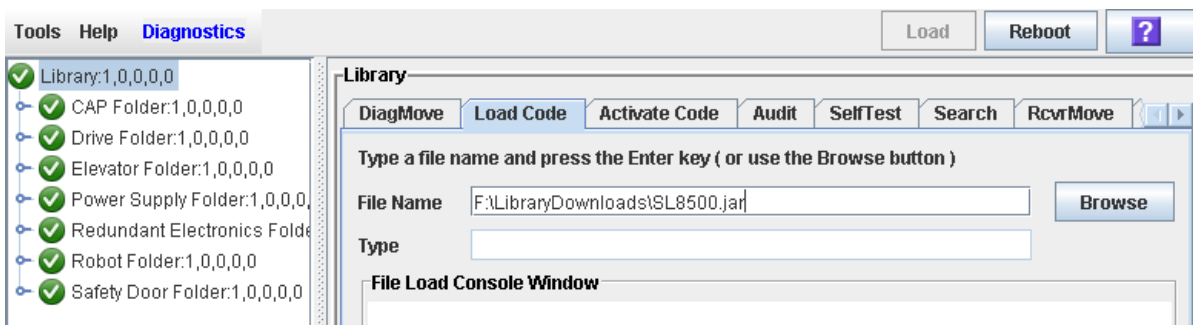 Tools Help Diagnostics Load Reboot ?
Library:1,0,0,0,0
CAP Folder:1,0,0,0,0
Drive Folder:1,0,0,0,0
Elevator Folder:1,0,0,0,0
Power Supply Folder:1,0,0,0,
Redundant Electronics Folde
Robot Folder:1,0,0,0,0
Safety Door Folder:1,0,0,0,0
Library
DiagMove Load Code Activate Code Audit SelfTest Search RcvrMove
Type a file name and press the Enter key ( or use the Browse button )
File Name F:\LibraryDownloads\SL8500.jar Browse
Type
File Load Console Window